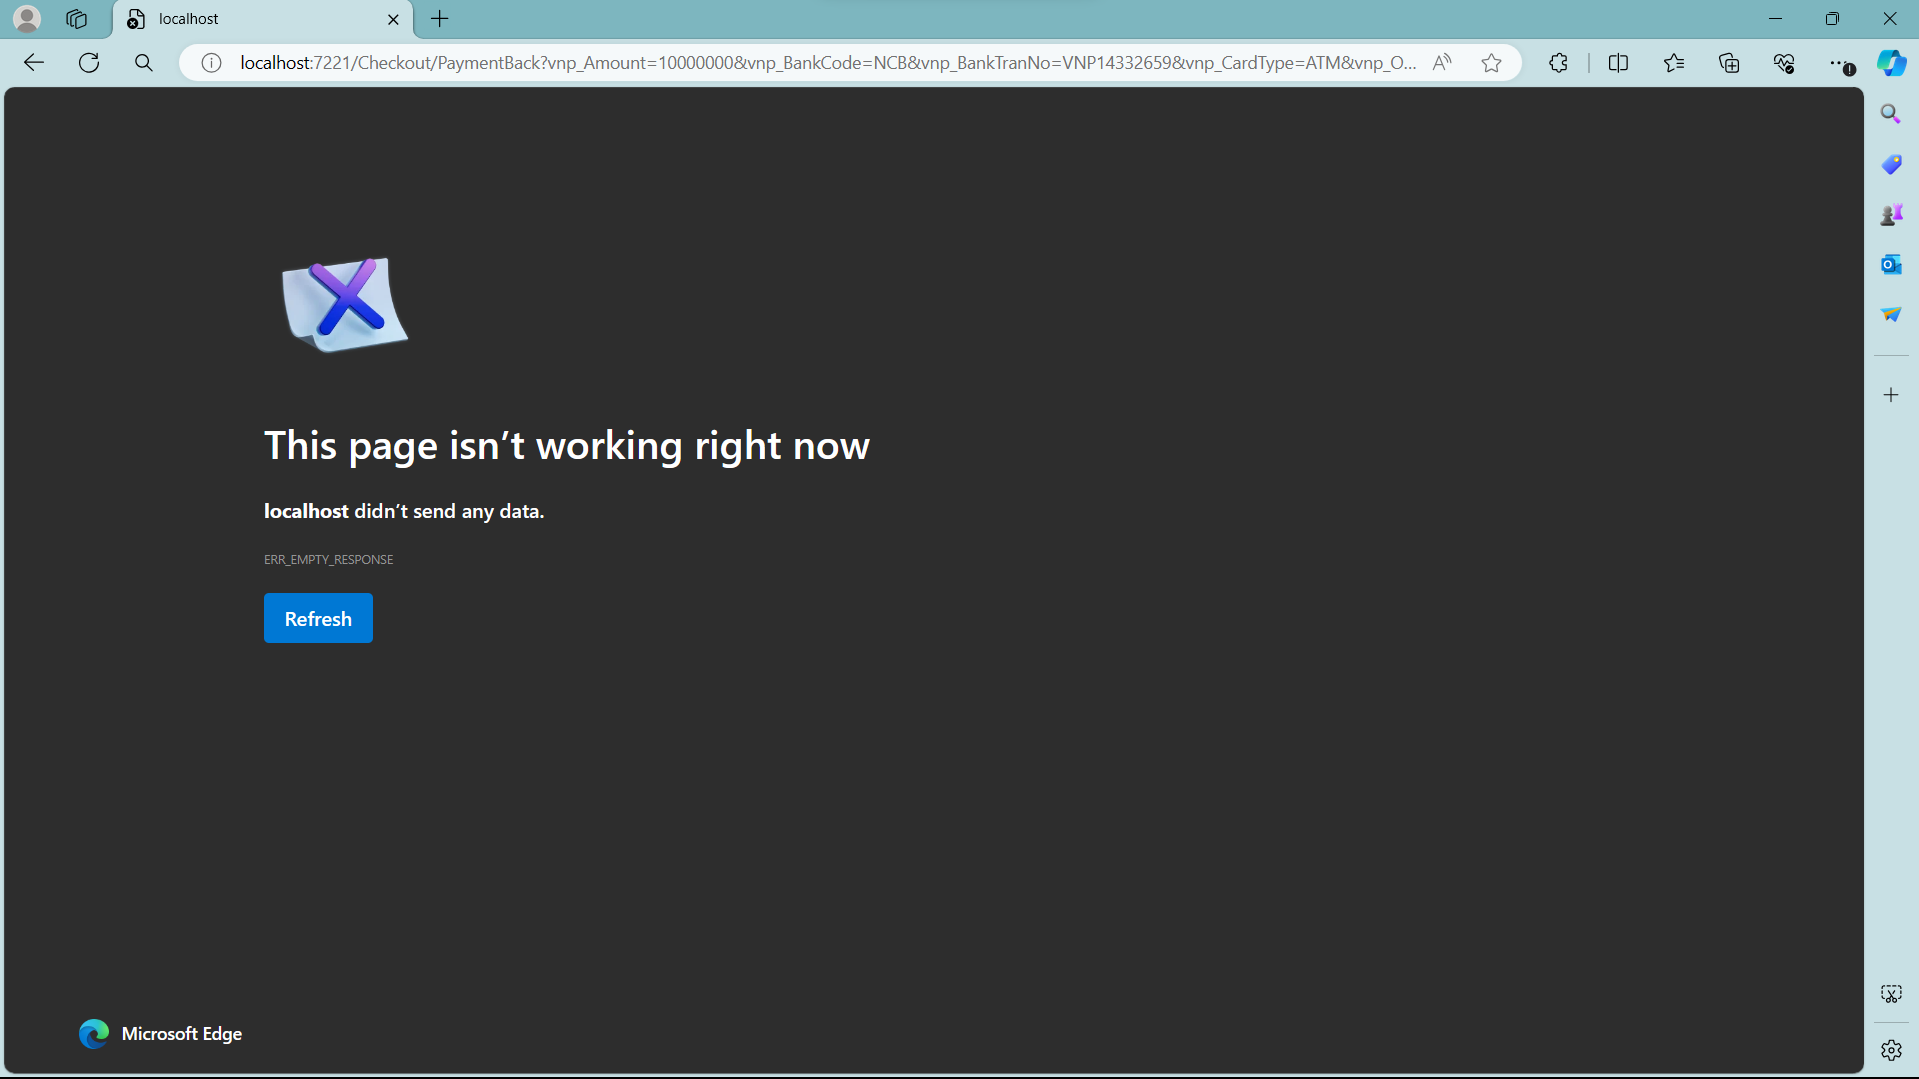 localhost
localhost:7221/Checkout/PaymentBack?vnp_Amount=10000000&vnp_BankCode=NCB&vnp_BankTranNo=VNP14332659&vnp_CardType=ATM&vnp_O...
This page isn’t working right now
localhost didn’t send any data.
ERR_EMPTY_RESPONSE
Refresh
Microsoft Edge